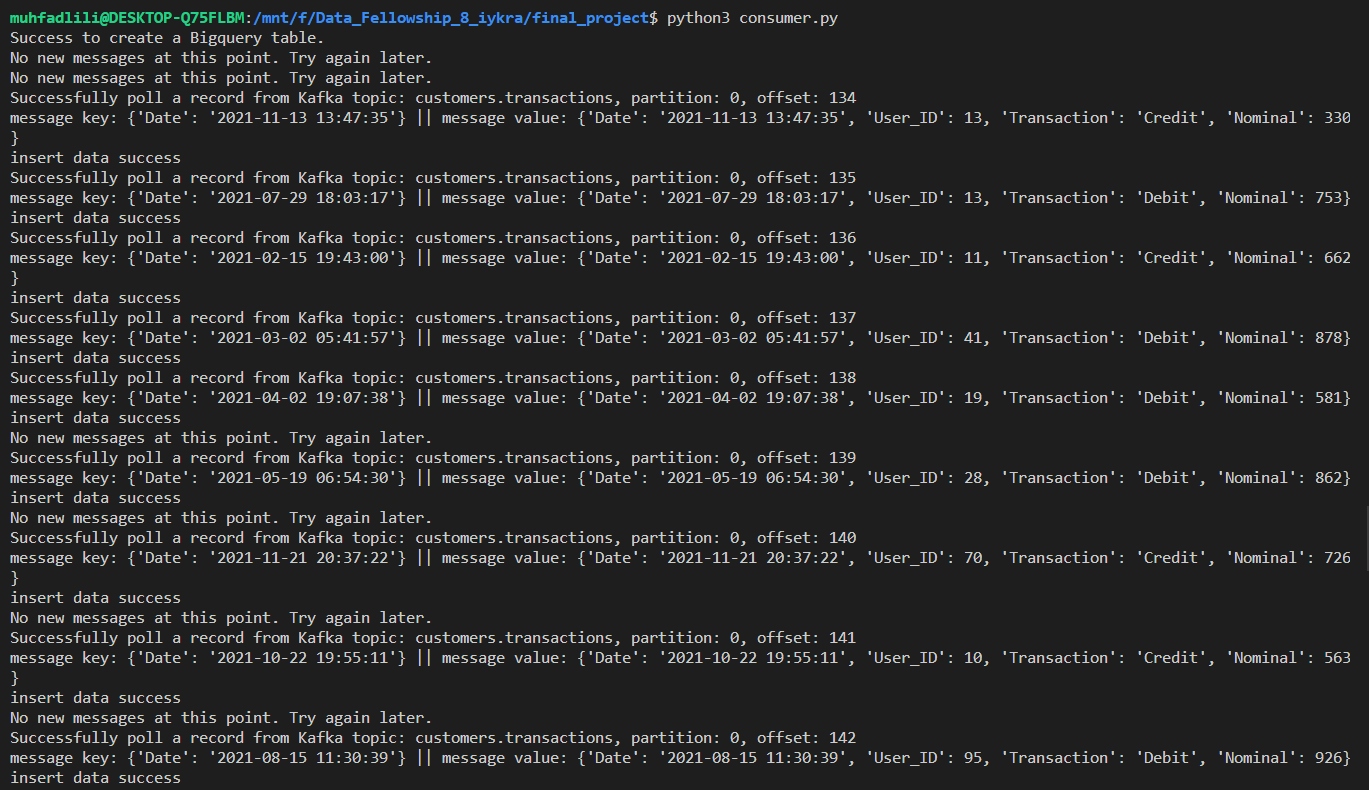 muhfadlili@DESKTOP-Q75FLBM:/mnt/f/Data_Fellowship_8_iykra/final_project$ python3 consumer.py
Success to create a Bigquery table.
No new messages at this point. Try again later.
No new messages at this point. Try again later.
Successfully poll a record from Kafka topic: customers.transactions, partition: 0, offset: 134
message key: {'Date': '2021-11-13 13:47:35'} || message value: {'Date': '2021-11-13 13:47:35', 'User_ID': 13, 'Transaction': 'Credit', 'Nominal': 330
}
insert data success
Successfully poll a record from Kafka topic: customers.transactions, partition: 0, offset: 135
message key: {'Date': '2021-07-29 18:03:17'} || message value: {'Date': '2021-07-29 18:03:17', 'User_ID': 13, 'Transaction': 'Debit', 'Nominal': 753}
insert data success
Successfully poll a record from Kafka topic: customers.transactions, partition: 0, offset: 136
message key: {'Date': '2021-02-15 19:43:00'} || message value: {'Date': '2021-02-15 19:43:00', 'User_ID': 11, 'Transaction': 'Credit', 'Nominal': 662
}
insert data success
Successfully poll a record from Kafka topic: customers.transactions, partition: 0, offset: 137
message key: {'Date': '2021-03-02 05:41:57'} || message value: {'Date': '2021-03-02 05:41:57', 'User_ID': 41, 'Transaction': 'Debit', 'Nominal': 878}
insert data success
Successfully poll a record from Kafka topic: customers.transactions, partition: 0, offset: 138
message key: {'Date': '2021-04-02 19:07:38'} || message value: {'Date': '2021-04-02 19:07:38', 'User_ID': 19, 'Transaction': 'Debit', 'Nominal': 581}
insert data success
No new messages at this point. Try again later.
Successfully poll a record from Kafka topic: customers.transactions, partition: 0, offset: 139
message key: {'Date': '2021-05-19 06:54:30'} || message value: {'Date': '2021-05-19 06:54:30', 'User_ID': 28, 'Transaction': 'Debit', 'Nominal': 862}
insert data success
No new messages at this point. Try again later.
Successfully poll a record from Kafka topic: customers.transactions, partition: 0, offset: 140
message key: {'Date': '2021-11-21 20:37:22'} || message value: {'Date': '2021-11-21 20:37:22', 'User_ID': 70, 'Transaction': 'Credit', 'Nominal': 726
}
insert data success
No new messages at this point. Try again later.
Successfully poll a record from Kafka topic: customers.transactions, partition: 0, offset: 141
message key: {'Date': '2021-10-22 19:55:11'} || message value: {'Date': '2021-10-22 19:55:11', 'User_ID': 10, 'Transaction': 'Credit', 'Nominal': 563
}
insert data success
No new messages at this point. Try again later.
Successfully poll a record from Kafka topic: customers.transactions, partition: 0, offset: 142
message key: {'Date': '2021-08-15 11:30:39'} || message value: {'Date': '2021-08-15 11:30:39', 'User_ID': 95, 'Transaction': 'Debit', 'Nominal': 926}
insert data success